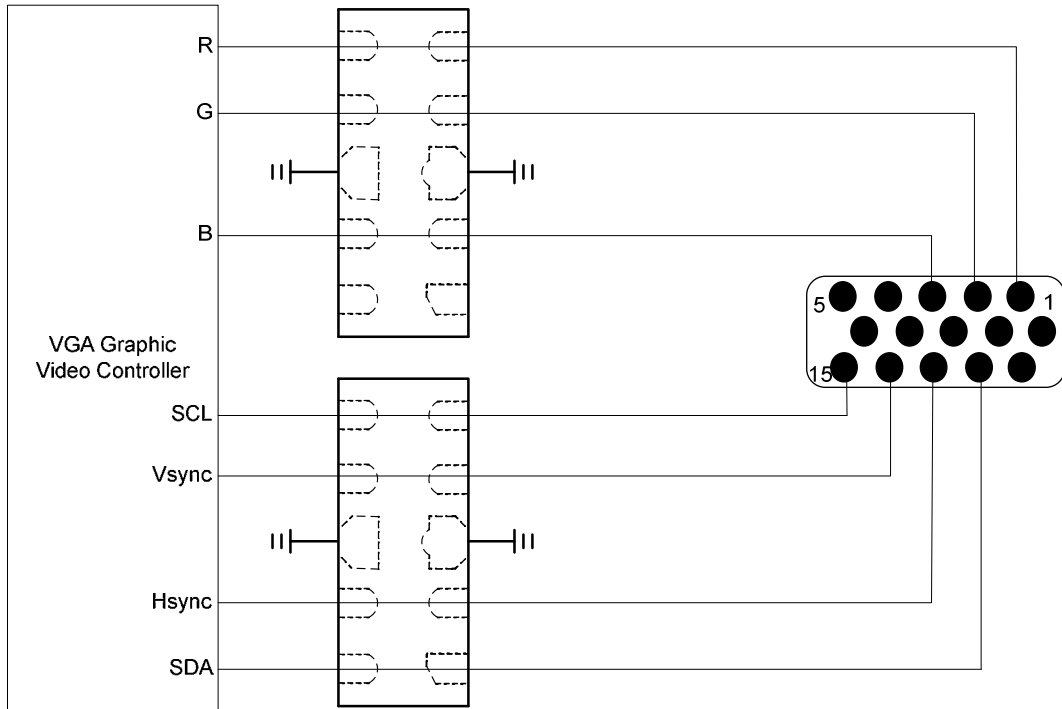 R
G
B
5
1
VGA Graphic
Video Controller
15
SCL
Vsync
Hsync
SDA